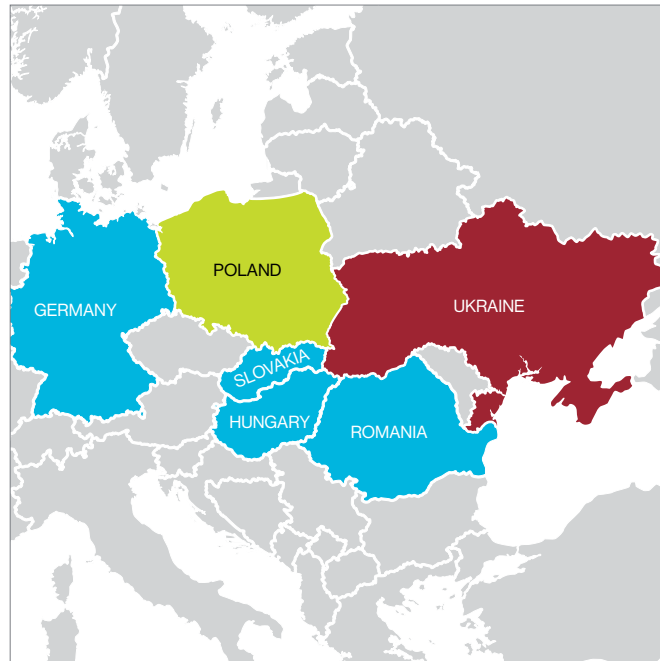 POLAND
GERMANY
UKRAINE
SLOVAKIA
HUNGARY
ROMANIA